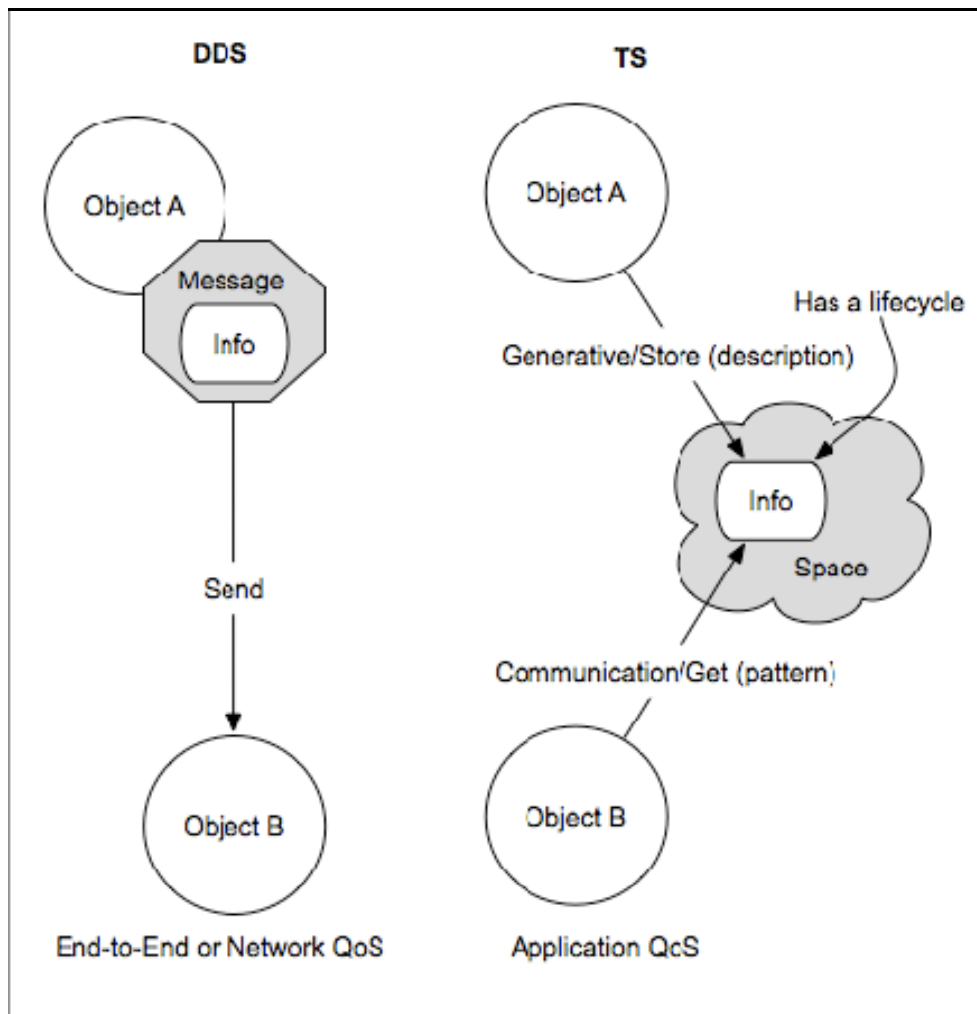 DDS
Object A
Message
Info
Send
Object B
End-to-End or Network QoS
TS
Object A
Has a lifecycle
Generative/Store (description)
Info
Space
Communication/Get (pattern)
Object B
Application QoS